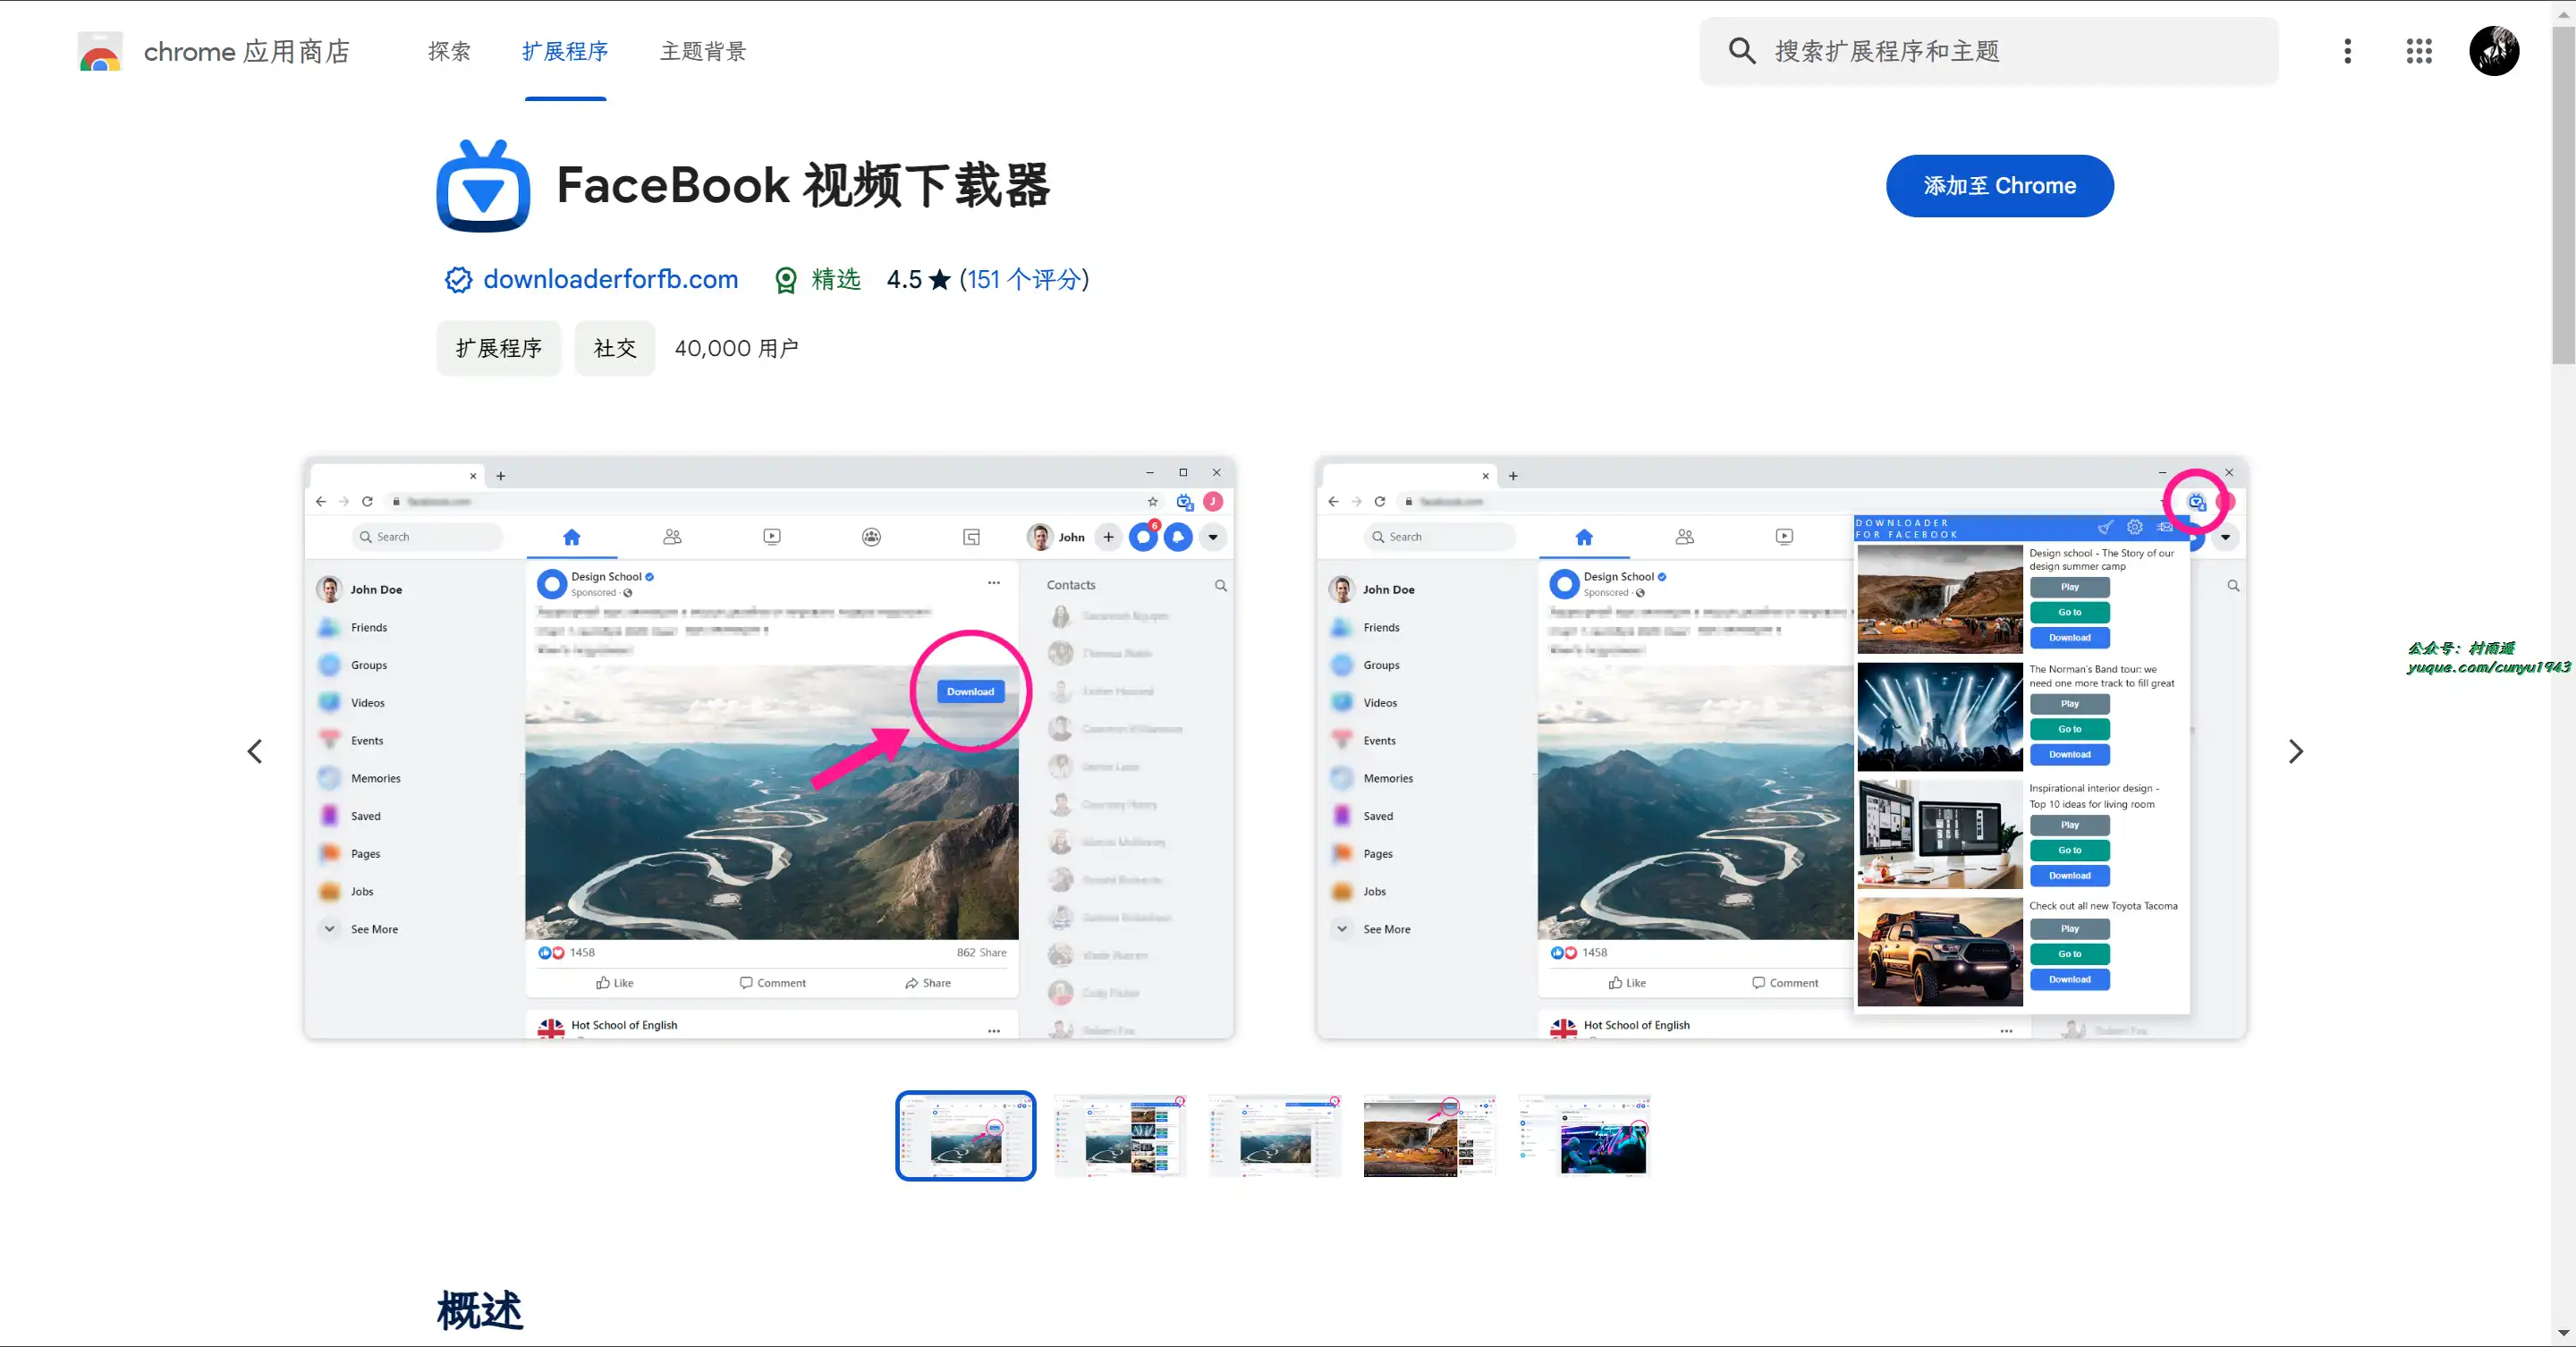 chrome 应用商店
探索
扩展程序
主题背景
搜索扩展程序和主题
FaceBook 视频下载器
添加至 Chrome
downloaderforfb.com
精选
4.5 ★ (151 个评分)
扩展程序
社交
40,000 用户
Search
John
6
J
John Doe
Friends
Groups
Videos
Events
Memories
Saved
Pages
Jobs
See More
Design School
Sponsored ·
Download
1458
862 Share
Like
Comment
Share
Hot School of English
Contacts
Search
John Doe
Friends
Groups
Videos
Events
Memories
Saved
Pages
Jobs
See More
Design School
Sponsored ·
1458
Like
Comment
Hot School of English
DOWNLOADER
FOR FACEBOOK
Design school - The Story of our
design summer camp
Play
Go to
Download
The Norman's Band tour: we
need one more track to fill great
Play
Go to
Download
Inspirational interior design -
Top 10 ideas for living room
Play
Go to
Download
Check out all new Toyota Tacoma
Play
Go to
Download
公众号：村雨遥
yuque.com/cunyu1943
概述